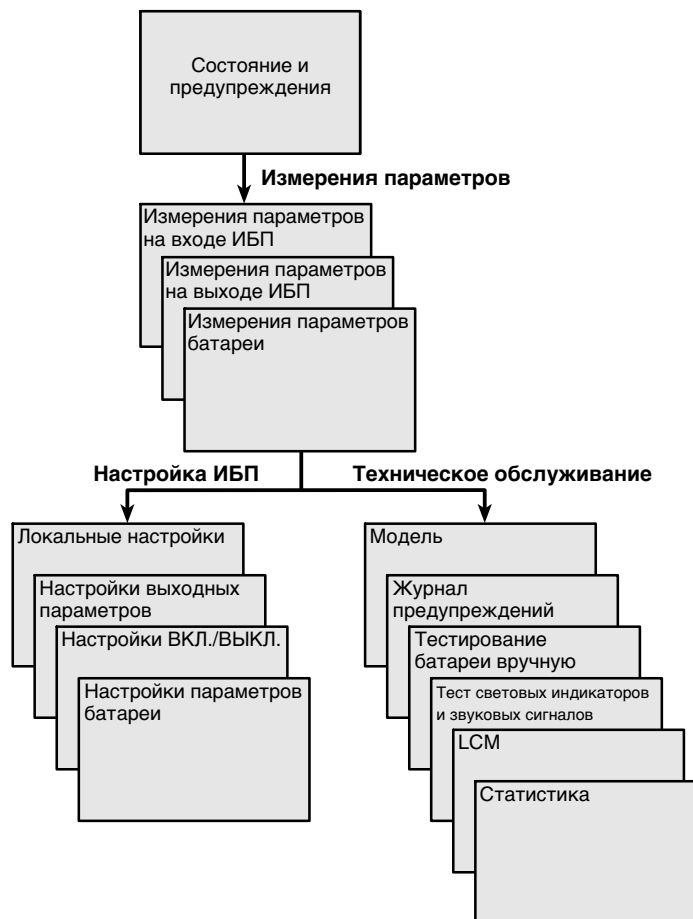 Состояние и
предупреждения
Измерения параметров
Измерения параметров
на входе ИБП
Измерения параметров
на выходе ИБП
Измерения параметров
батареи
Настройка ИБП
Техническое обслуживание
Локальные настройки
Настройки выходных
параметров
Настройки ВКЛ./ВЫКЛ.
Настройки параметров
батареи
Модель
Журнал
предупреждений
Тестирование
батареи вручную
Тест световых индикаторов
и звуковых сигналов
LCM
Статистика